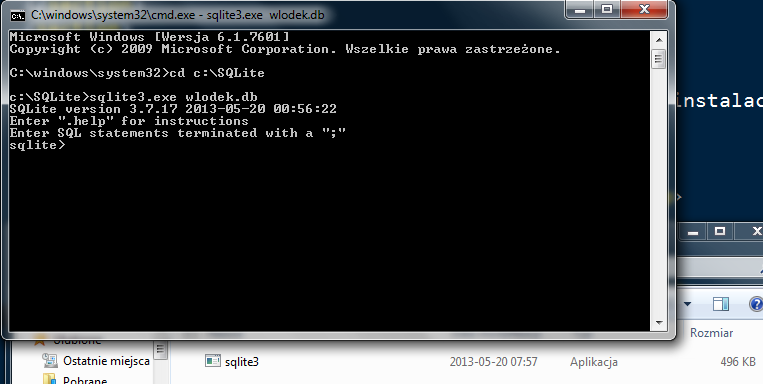 C:\windows\system32\cmd.exe - sqlite3.exe wlodek.db
Microsoft Windows [Wersja 6.1.7601]
Copyright (c) 2009 Microsoft Corporation. Wszelkie prawa zastrzeżone.
C:\windows\system32>cd c:\SQLite
c:\SQLite>sqlite3.exe wlodek.db
SQLite version 3.7.17 2013-05-20 00:56:22
Enter ".help" for instructions
Enter SQL statements terminated with a ";"
sqlite>
instalac
Rozmiar
Ulubione
Ostatnie miejsca
sqlite3 2013-05-20 07:57 Aplikacja 496 KB
Pobrane